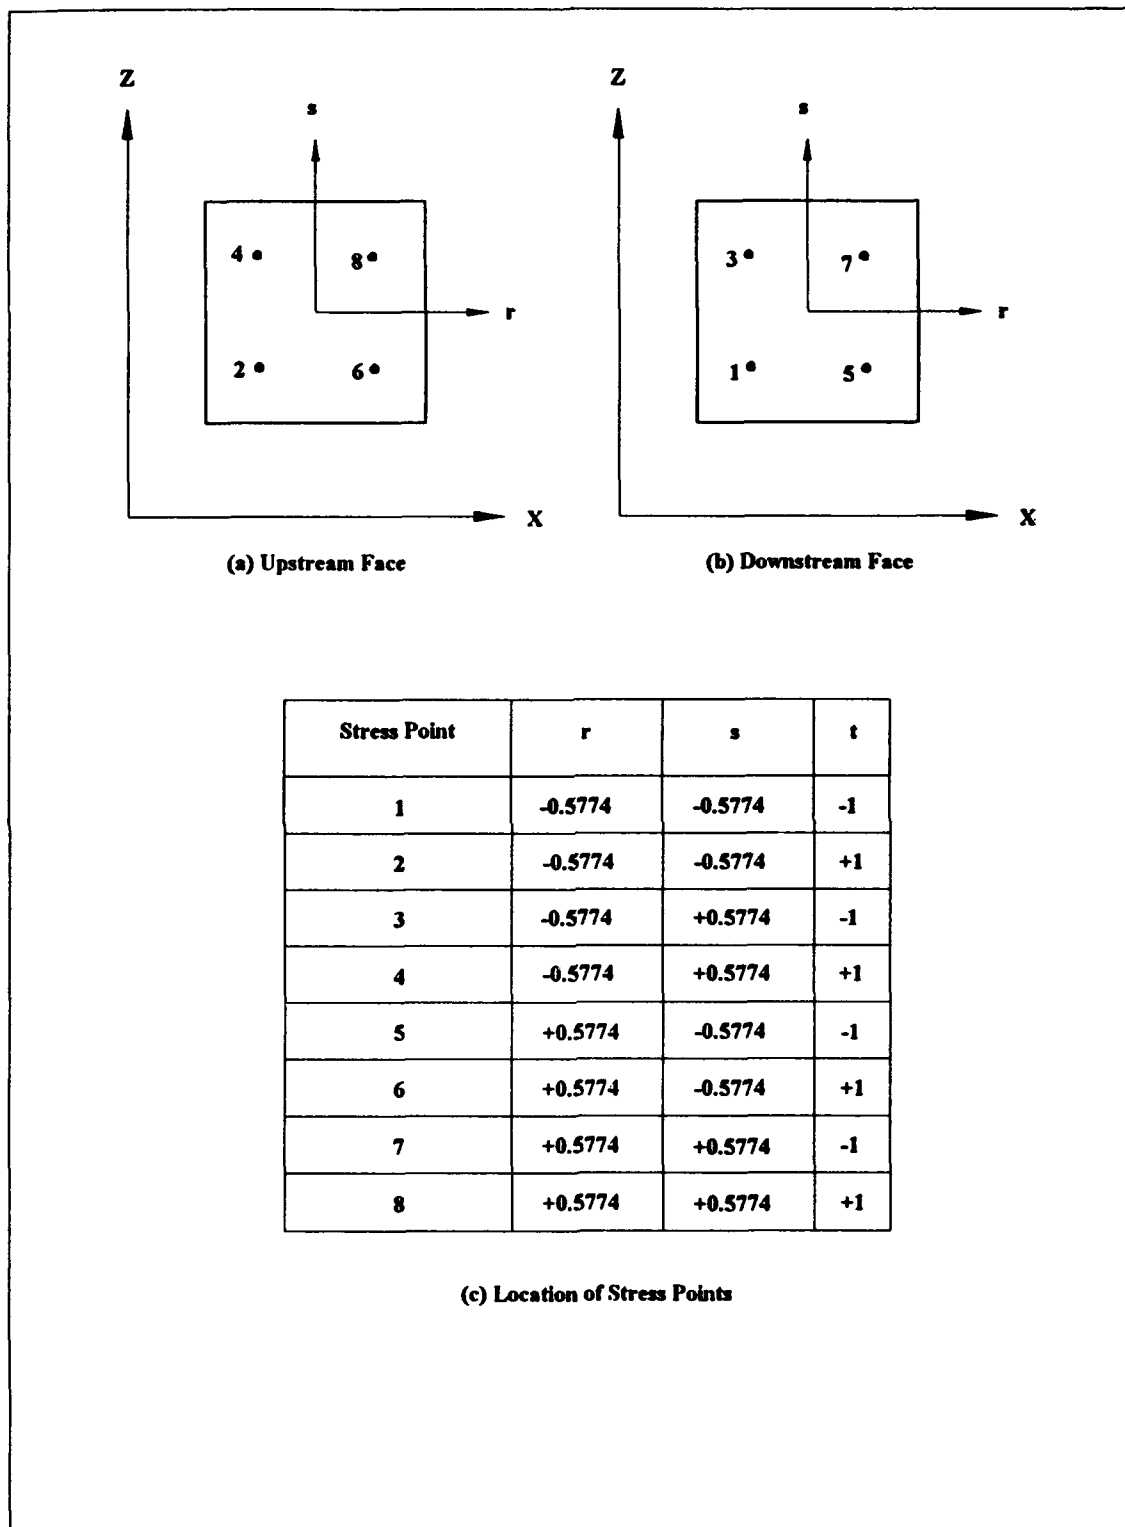 Z
s
4
8
r
2
6
X
(a) Upstream Face
Z
s
3
7
r
1
5
X
(b) Downstream Face
Stress Point r s t
1 -0.5774 -0.5774 -1
2 -0.5774 -0.5774 +1
3 -0.5774 +0.5774 -1
4 -0.5774 +0.5774 +1
5 +0.5774 -0.5774 -1
6 +0.5774 -0.5774 +1
7 +0.5774 +0.5774 -1
8 +0.5774 +0.5774 +1
(c) Location of Stress Points